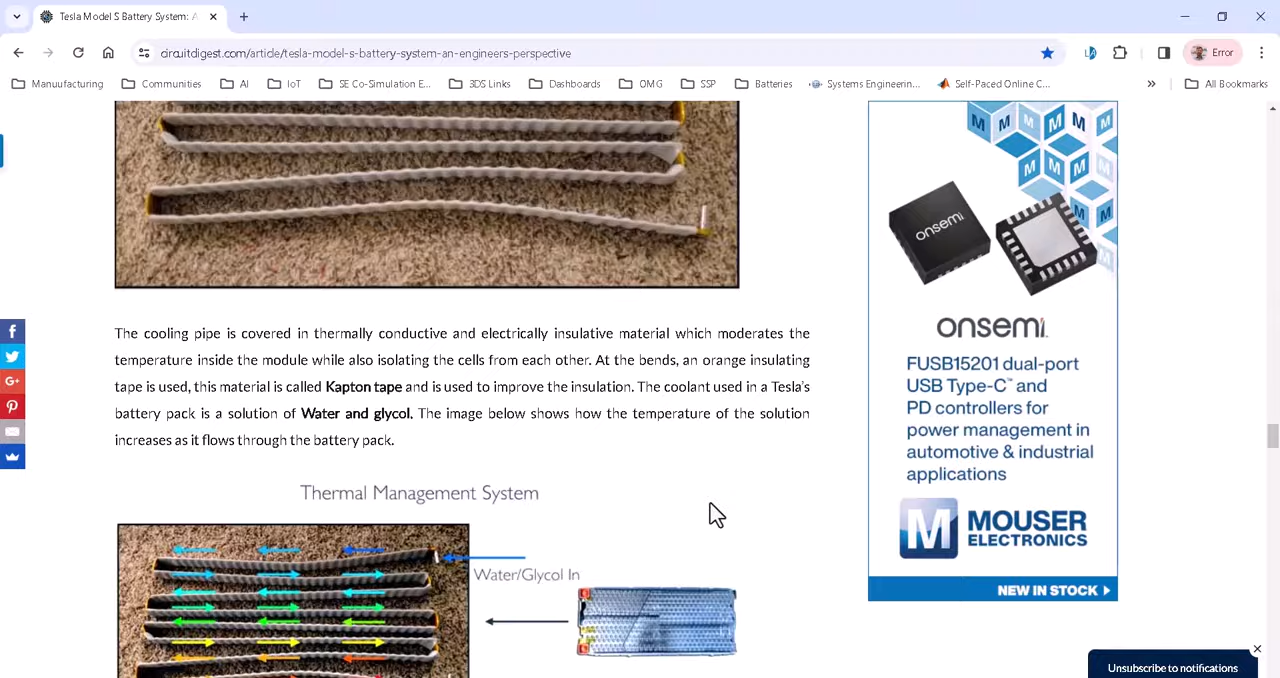 Tesla Model S Battery System: A
circuitdigest.com/article/tesla-model-s-battery-system-an-engineers-perspective
Error
Manuufacturing
Communities
AI
IoT
SE Co-Simulation E...
3DS Links
Dashboards
OMG
SSP
Batteries
Systems Engineerin...
Self-Paced Online C...
All Bookmarks
The cooling pipe is covered in thermally conductive and electrically insulative material which moderates the
temperature inside the module while also isolating the cells from each other. At the bends, an orange insulating
tape is used, this material is called Kapton tape and is used to improve the insulation. The coolant used in a Tesla's
battery pack is a solution of Water and glycol. The image below shows how the temperature of the solution
increases as it flows through the battery pack.
Thermal Management System
Water/Glycol In
onsemi
onsemi
FUSB15201 dual-port
USB Type-C™ and
PD controllers for
power management in
automotive & industrial
applications
M MOUSER
ELECTRONICS
NEW IN STOCK
Unsubscribe to notifications